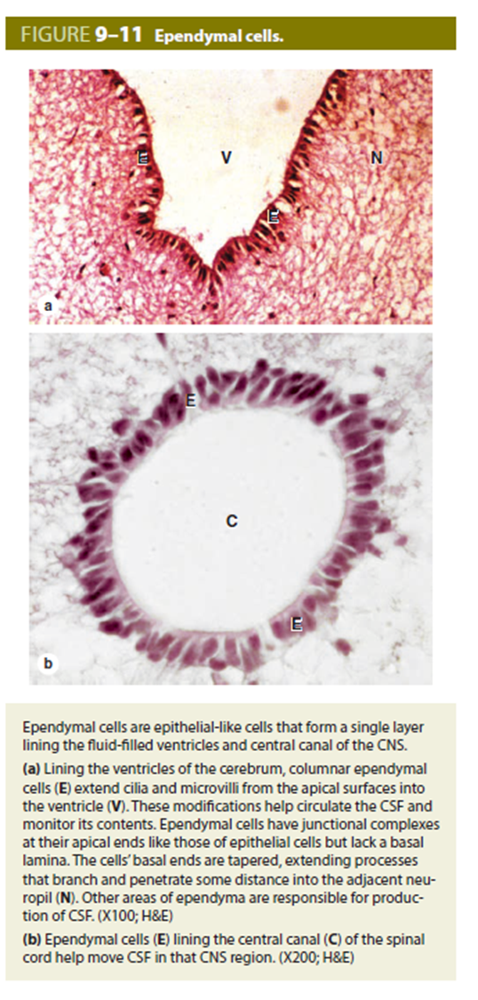 FIGURE 9–11 Ependymal cells.
E
V
N
E
a
E
C
E
b
Ependymal cells are epithelial-like cells that form a single layer
lining the fluid-filled ventricles and central canal of the CNS.
(a) Lining the ventricles of the cerebrum, columnar ependymal
cells (E) extend cilia and microvilli from the apical surfaces into
the ventricle (V). These modifications help circulate the CSF and
monitor its contents. Ependymal cells have junctional complexes
at their apical ends like those of epithelial cells but lack a basal
lamina. The cells' basal ends are tapered, extending processes
that branch and penetrate some distance into the adjacent neu-
ropil (N). Other areas of ependyma are responsible for produc-
tion of CSF. (X100; H&E)
(b) Ependymal cells (E) lining the central canal (C) of the spinal
cord help move CSF in that CNS region. (X200; H&E)